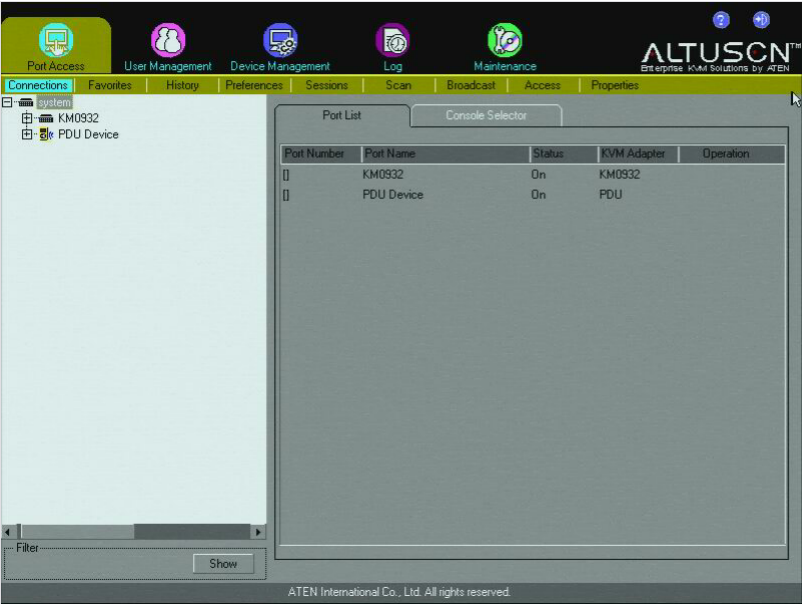 ALTUSCN™
Enterprise KVM Solutions by ATEN
Port Access User Management Device Management Log Maintenance
Connections Favorites History Preferences Sessions Scan Broadcast Access Properties
system
KM0932
PDU Device
Port List Console Selector
Port Number Port Name Status KVM Adapter Operation
[] KM0932 On KM0932
[] PDU Device On PDU
Filter
Show
ATEN International Co., Ltd. All rights reserved.